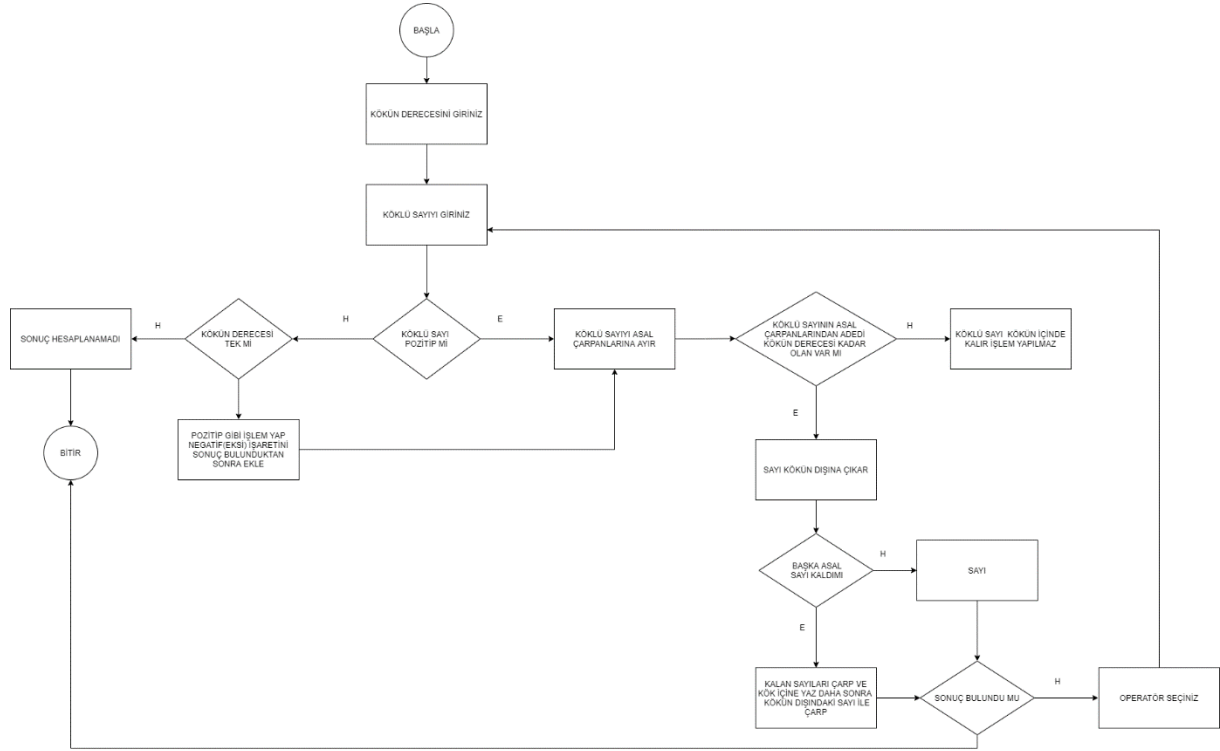 BAŞLA
KÖKÜN DERECESİNİ GİRİNİZ
KÖKLÜ SAYIYI GİRİNİZ
KÖKLÜ SAYI
POZİTİP Mİ
H
E
KÖKÜN DERECESİ
TEK Mİ
H
SONUÇ HESAPLANAMADI
BİTİR
POZİTİP GİBİ İŞLEM YAP
NEGATİF(EKSİ) İŞARETİNİ
SONUÇ BULUNDUKTAN
SONRA EKLE
KÖKLÜ SAYIYI ASAL
ÇARPANLARINA AYIR
KÖKLÜ SAYININ ASAL
ÇARPANLARINDAN ADEDİ
KÖKÜN DERECESİ KADAR
OLAN VAR MI
H
KÖKLÜ SAYI KÖKÜN İÇİNDE
KALIR İŞLEM YAPILMAZ
E
SAYI KÖKÜN DIŞINA ÇIKAR
BAŞKA ASAL
SAYI KALDIMI
H
SAYI
E
KALAN SAYILARI ÇARP VE
KÖK İÇİNE YAZ DAHA SONRA
KÖKÜN DIŞINDAKİ SAYI İLE
ÇARP
SONUÇ BULUNDU MU
H
OPERATÖR SEÇİNİZ